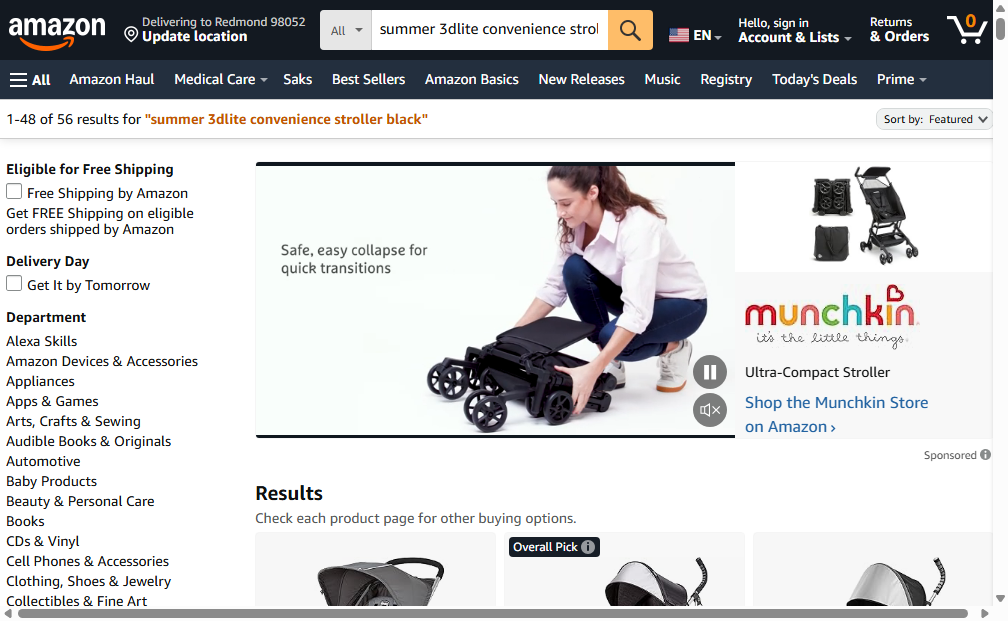 amazon
Delivering to Redmond 98052
Update location
All
summer 3dlite convenience strol
EN
Hello, sign in
Account & Lists
Returns
& Orders
0
All
Amazon Haul
Medical Care
Saks
Best Sellers
Amazon Basics
New Releases
Music
Registry
Today's Deals
Prime
1-48 of 56 results for "summer 3dlite convenience stroller black"
Sort by: Featured
Eligible for Free Shipping
Free Shipping by Amazon
Get FREE Shipping on eligible
orders shipped by Amazon
Delivery Day
Get It by Tomorrow
Department
Alexa Skills
Amazon Devices & Accessories
Appliances
Apps & Games
Arts, Crafts & Sewing
Audible Books & Originals
Automotive
Baby Products
Beauty & Personal Care
Books
CDs & Vinyl
Cell Phones & Accessories
Clothing, Shoes & Jewelry
Collectibles & Fine Art
Safe, easy collapse for
quick transitions
munchkin
it's the little things.
Ultra-Compact Stroller
Shop the Munchkin Store
on Amazon ›
Sponsored
Results
Check each product page for other buying options.
Overall Pick